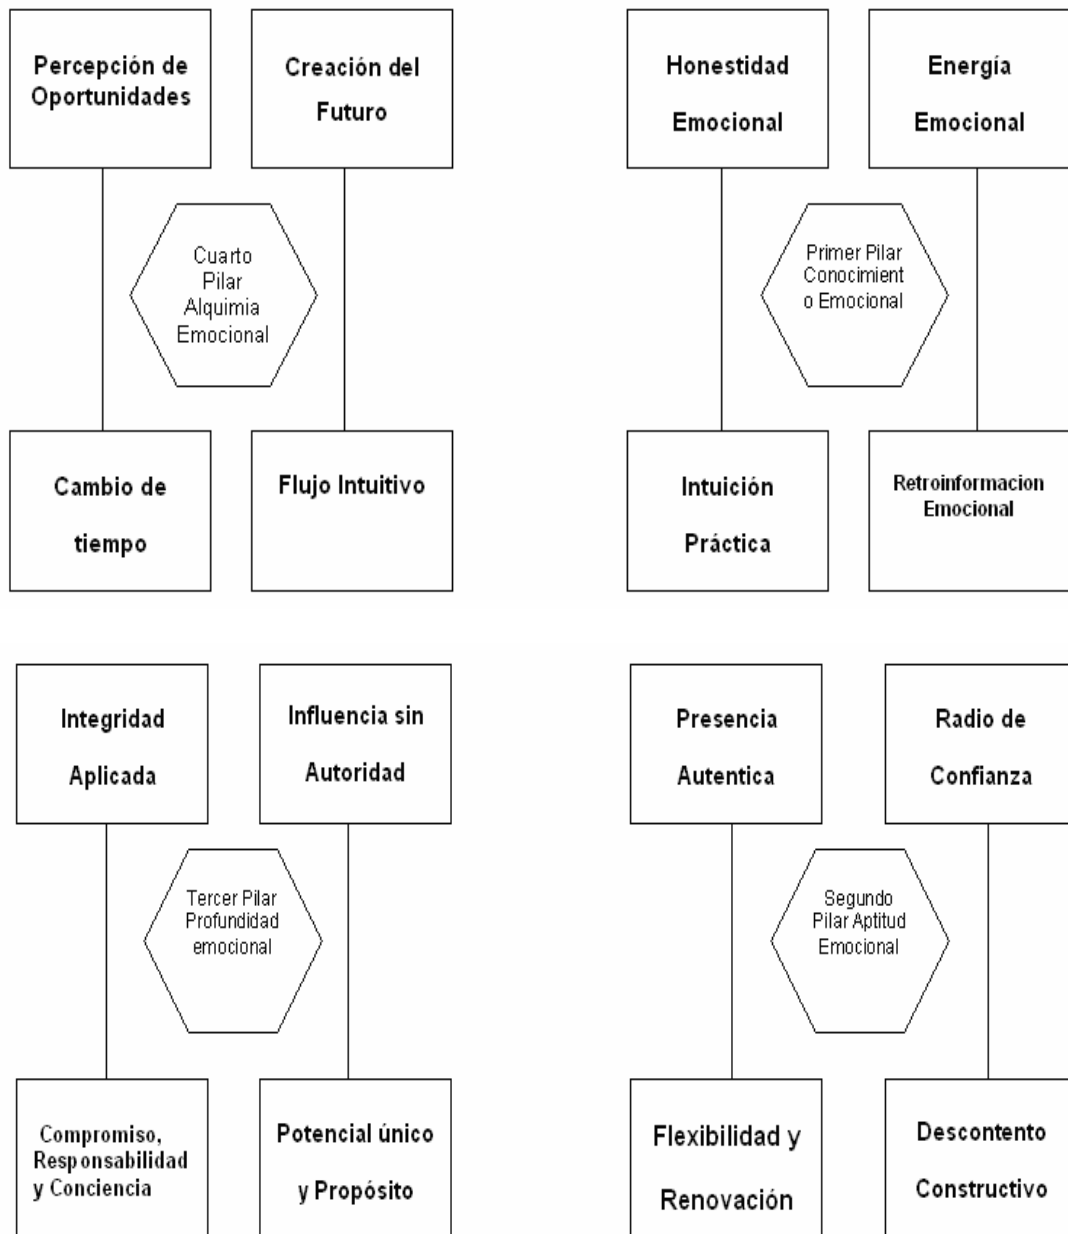 Percepción de
Oportunidades
Creación del
Futuro
Cuarto
Pilar
Alquimia
Emocional
Cambio de
tiempo
Flujo Intuitivo
Honestidad
Emocional
Energía
Emocional
Primer Pilar
Conocimient
o Emocional
Intuición
Práctica
Retroinformacion
Emocional
Integridad
Aplicada
Influencia sin
Autoridad
Tercer Pilar
Profundidad
emocional
Compromiso,
Responsabilidad
y Conciencia
Potencial único
y Propósito
Presencia
Autentica
Radio de
Confianza
Segundo
Pilar Aptitud
Emocional
Flexibilidad y
Renovación
Descontento
Constructivo